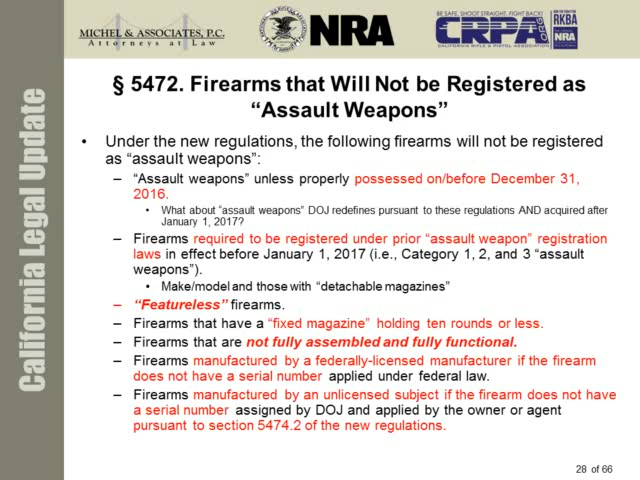 MICHEL & ASSOCIATES, P.C.
Attorneys at Law
NRA
BE SAFE, SHOOT STRAIGHT, FIGHT BACK!
CRPA.ORG
CALIFORNIA RIFLE & PISTOL ASSOCIATION
RKBA
NRA
California Legal Update
§ 5472. Firearms that Will Not be Registered as
“Assault Weapons”
• Under the new regulations, the following firearms will not be registered
as “assault weapons”:
– “Assault weapons” unless properly possessed on/before December 31,
2016.
• What about “assault weapons” DOJ redefines pursuant to these regulations AND acquired after
January 1, 2017?
– Firearms required to be registered under prior “assault weapon” registration
laws in effect before January 1, 2017 (i.e., Category 1, 2, and 3 “assault
weapons”).
• Make/model and those with “detachable magazines”
– “Featureless” firearms.
– Firearms that have a “fixed magazine” holding ten rounds or less.
– Firearms that are not fully assembled and fully functional.
– Firearms manufactured by a federally-licensed manufacturer if the firearm
does not have a serial number applied under federal law.
– Firearms manufactured by an unlicensed subject if the firearm does not have
a serial number assigned by DOJ and applied by the owner or agent
pursuant to section 5474.2 of the new regulations.
28 of 66